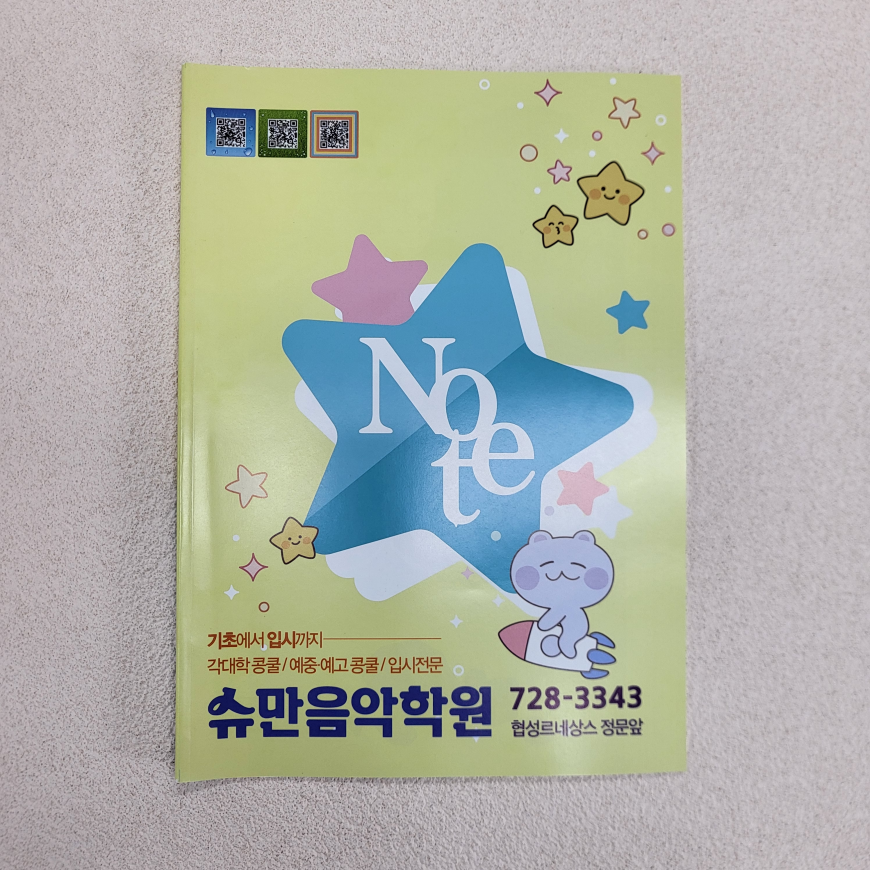 Note
기초에서 입시까지
각대학 콩쿨 / 예중·예고 콩쿨 / 입시전문
슈만음악학원
728-3343
협성르네상스 정문앞